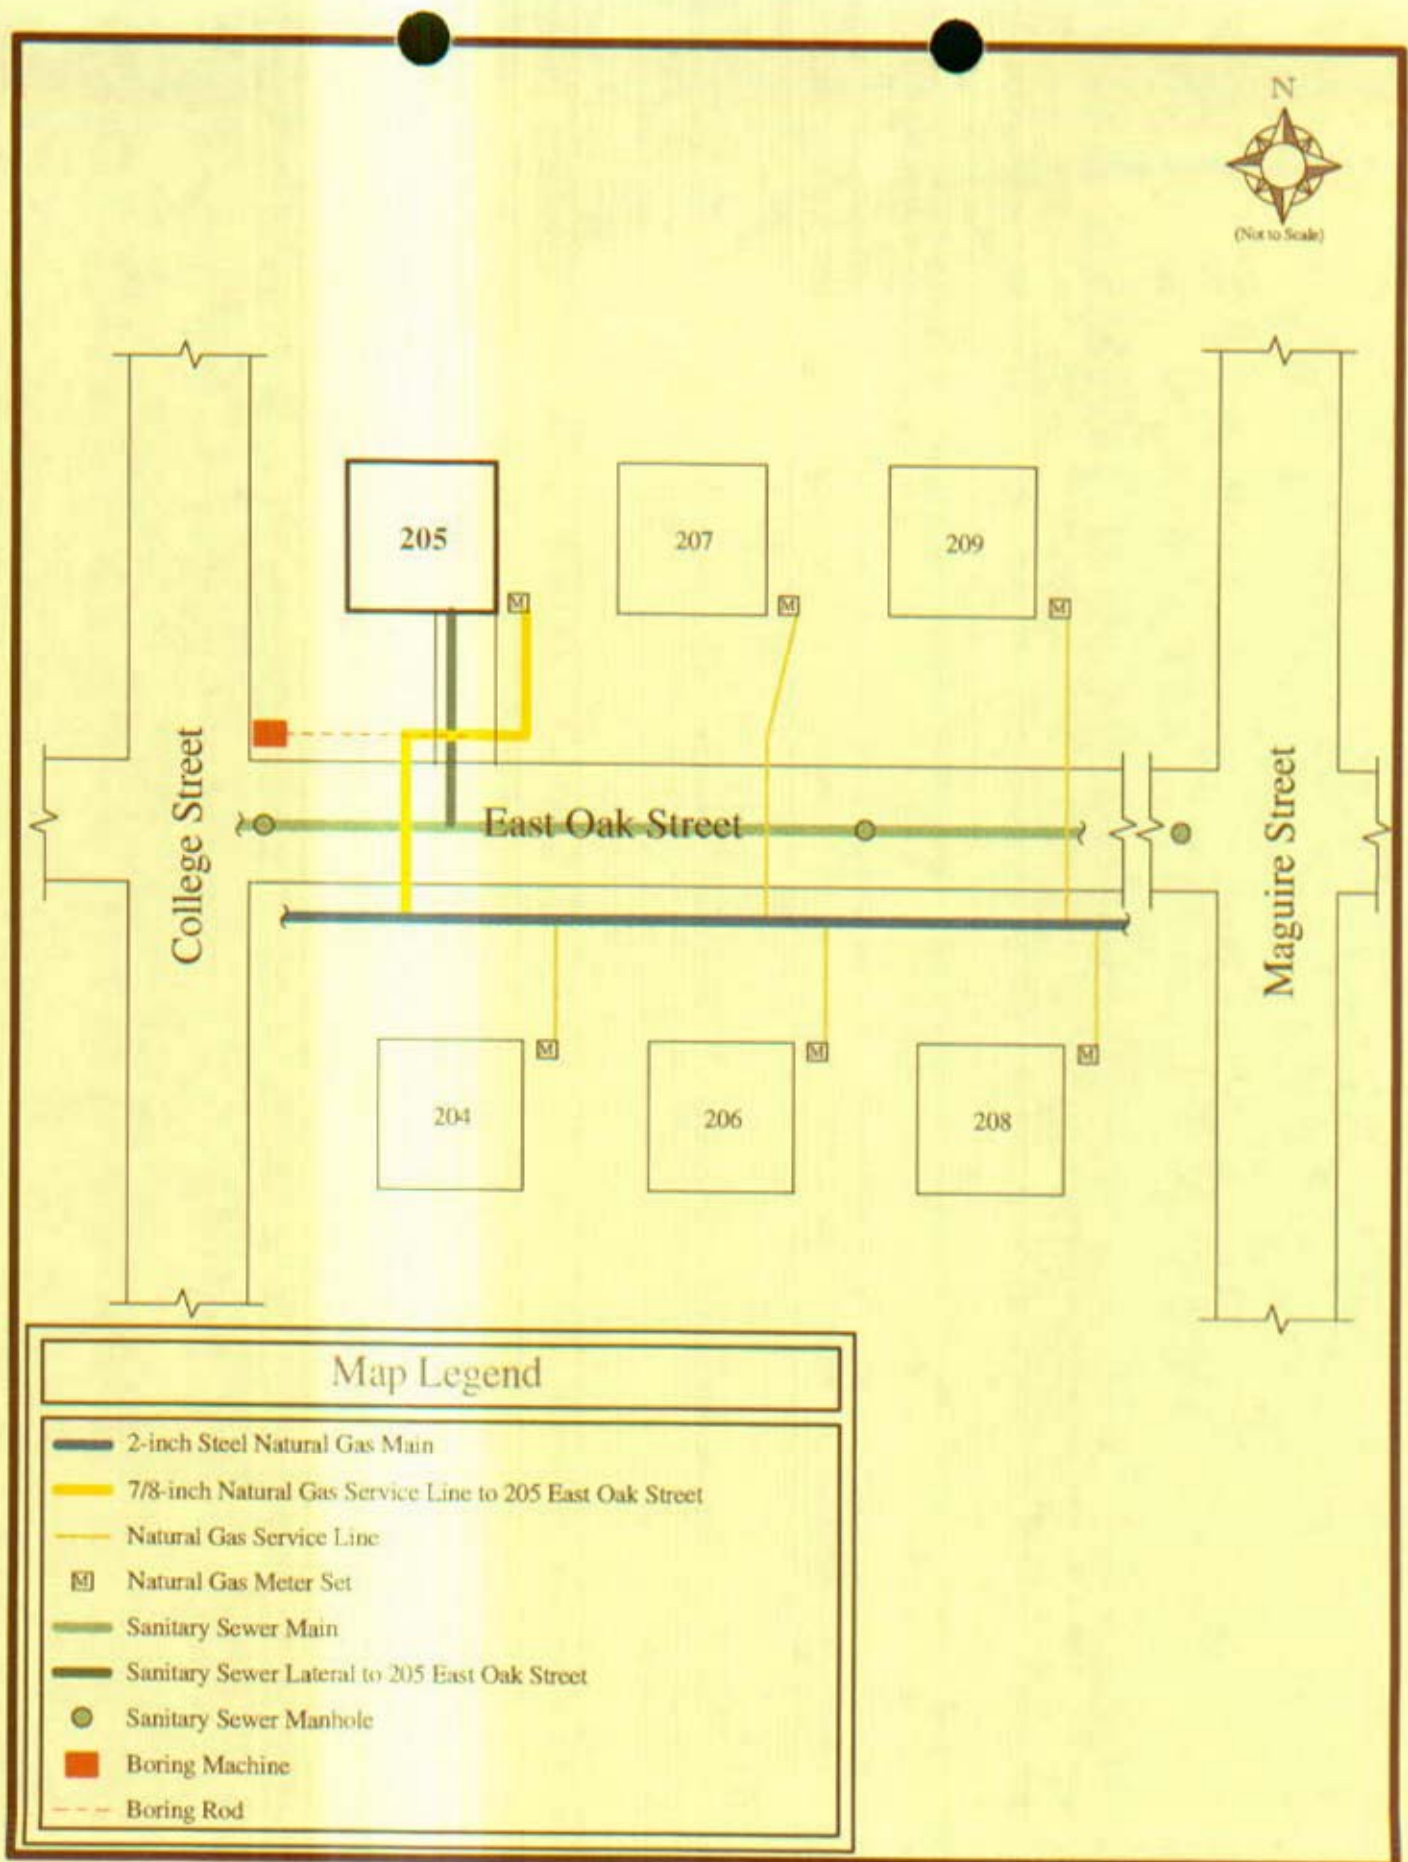 N
(Not to Scale)
205
207
209
M
M
M
College Street
East Oak Street
Maguire Street
M
M
M
204
206
208
Map Legend
2-inch Steel Natural Gas Main
7/8-inch Natural Gas Service Line to 205 East Oak Street
Natural Gas Service Line
M Natural Gas Meter Set
Sanitary Sewer Main
Sanitary Sewer Lateral to 205 East Oak Street
Sanitary Sewer Manhole
Boring Machine
Boring Rod